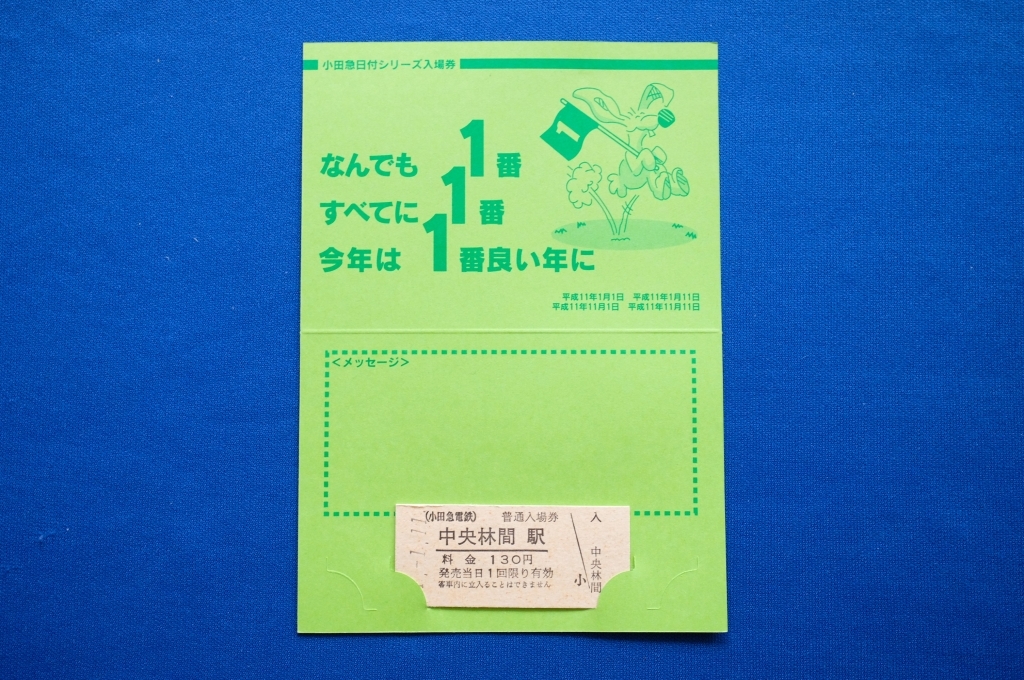 小田急日付シリーズ入場券
1
なんでも1番
すべてに1番
今年は1番良い年に
平成11年1月1日 平成11年1月11日
平成11年11月1日 平成11年11月11日
<メッセージ>
(小田急電鉄) 普通入場券
中央林間 駅
料金 130円
発売当日1回限り有効
客車内に立入ることはできません
小
入
中央林間